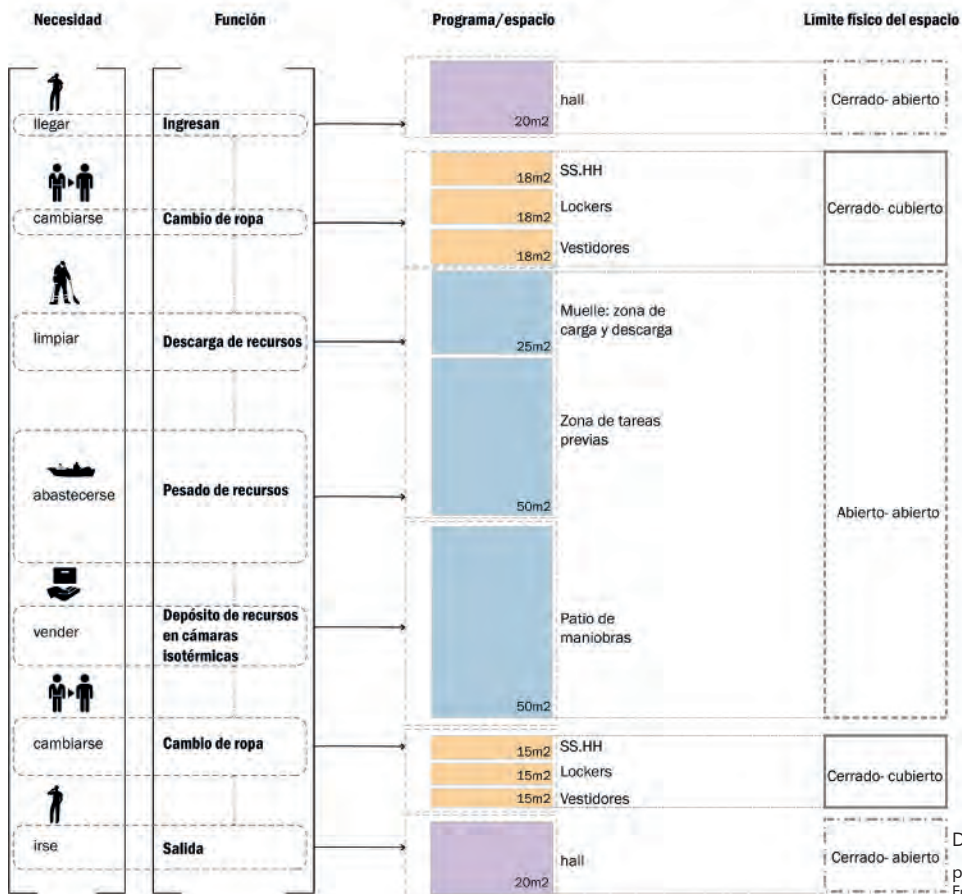 Necesidad
Función
Programa/espacio
Limite físico del espacio
llegar
Ingresan
20m2
hall
Cerrado- abierto
cambiarse
Cambio de ropa
18m2
SS.HH
18m2
Lockers
18m2
Vestidores
Cerrado- cubierto
limpiar
Descarga de recursos
25m2
Muelle: zona de
carga y descarga
abastecerse
Pesado de recursos
50m2
Zona de tareas
previas
Abierto- abierto
vender
Depósito de recursos
en cámaras
isotérmicas
50m2
Patio de
maniobras
cambiarse
Cambio de ropa
15m2
SS.HH
15m2
Lockers
15m2
Vestidores
Cerrado- cubierto
irse
Salida
20m2
hall
Cerrado- abierto